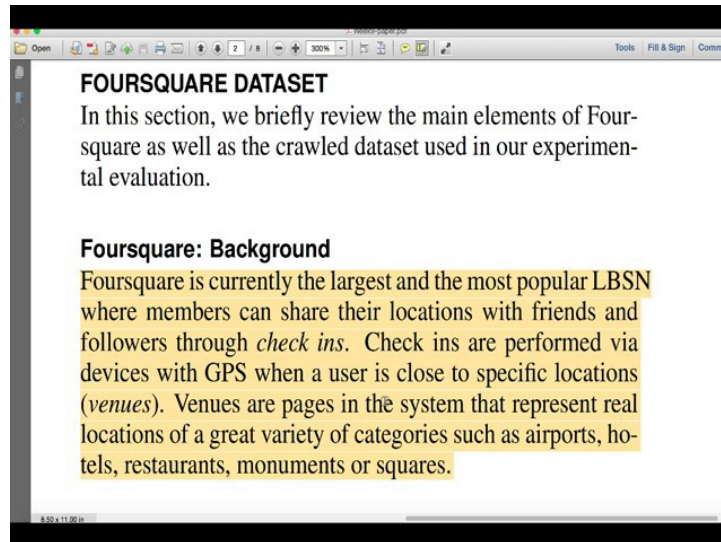 Week9-paper.pdf
Open 2 / 8 300% Tools Fill & Sign Comm
FOURSQUARE DATASET
In this section, we briefly review the main elements of Four-
square as well as the crawled dataset used in our experimen-
tal evaluation.
Foursquare: Background
Foursquare is currently the largest and the most popular LBSN
where members can share their locations with friends and
followers through check ins. Check ins are performed via
devices with GPS when a user is close to specific locations
(venues). Venues are pages in the system that represent real
locations of a great variety of categories such as airports, ho-
tels, restaurants, monuments or squares.
8.50 x 11.00 in